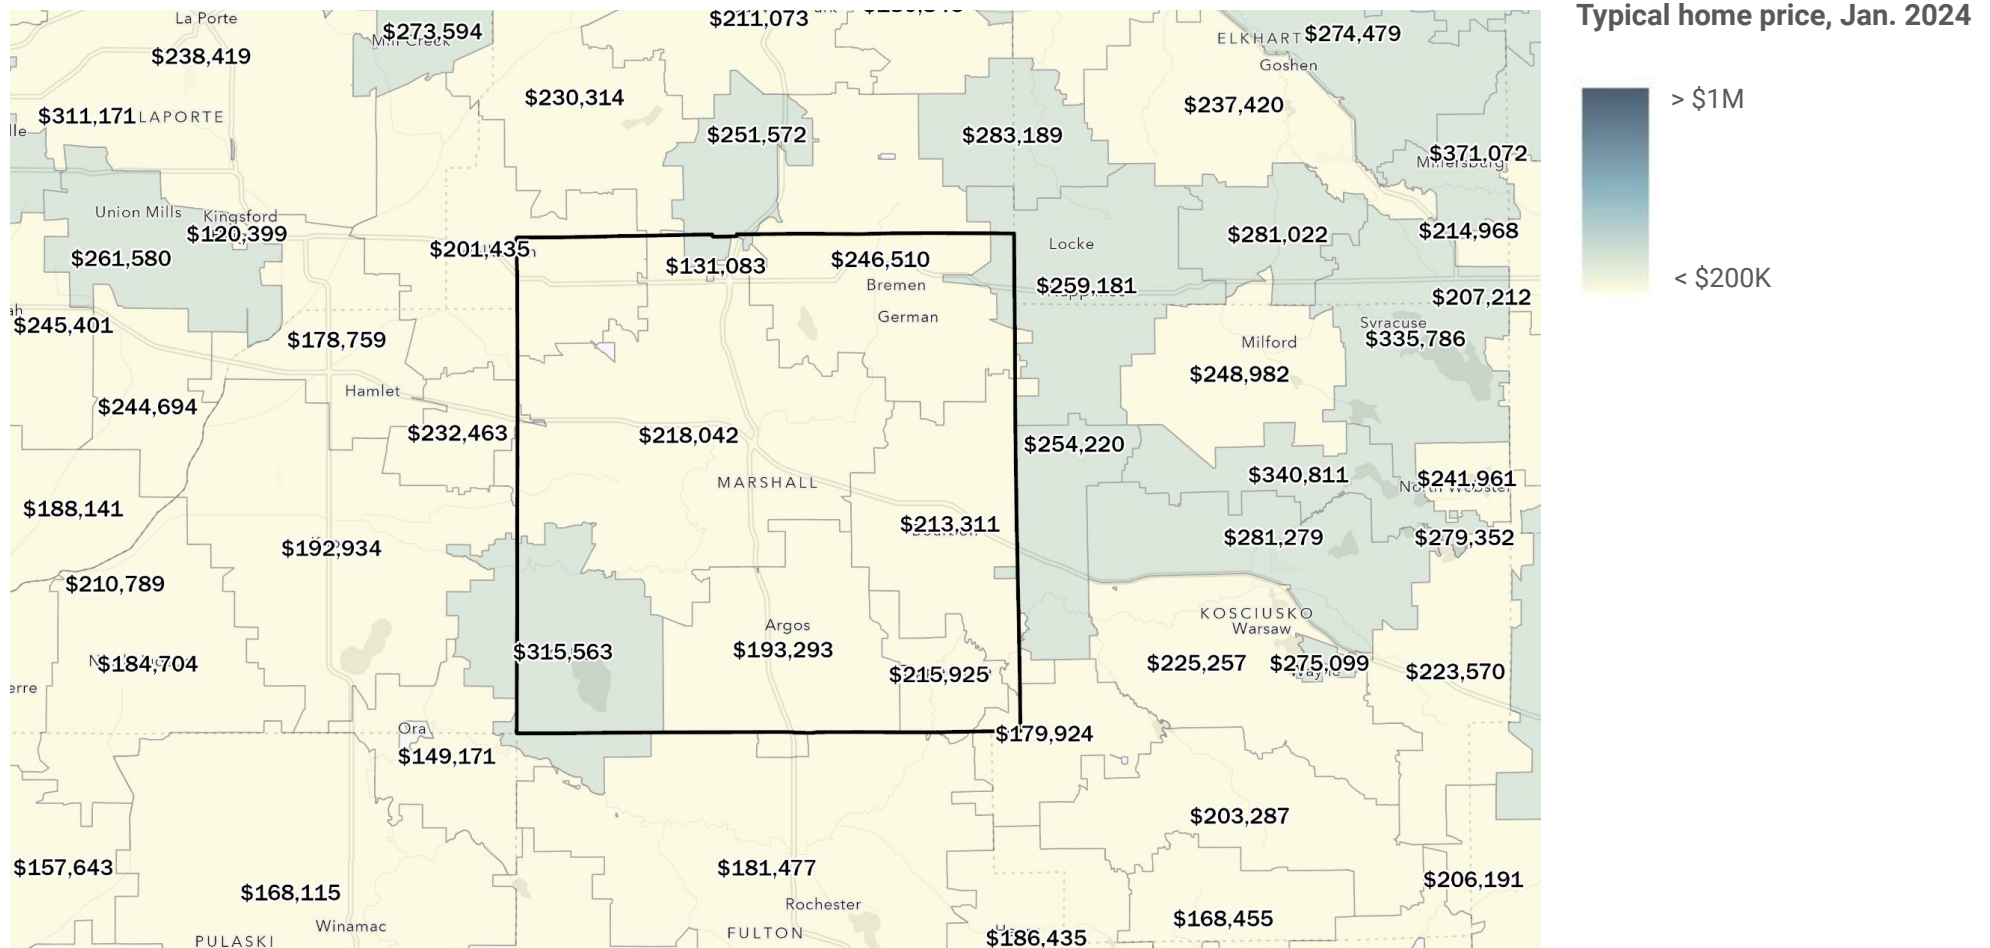 Typical home price, Jan. 2024
> $1M
< $200K
La Porte
$273,594
$211,073
ELKHART
$274,479
$238,419
Goshen
$230,314
$237,420
$311,171
LAPORTE
$251,572
$283,189
$371,072
Union Mills
Kingsford
$120,399
$281,022
$214,968
Locke
$201,435
$261,580
$131,083
$246,510
Bremen
$259,181
$207,212
German
$245,401
Syracuse
$335,786
$178,759
Milford
$248,982
Hamlet
$244,694
$232,463
$218,042
$254,220
$340,811
$241,961
MARSHALL
$188,141
$213,311
$281,279
$279,352
$192,934
$210,789
KOSCIUSKO
Warsaw
Argos
$315,563
$193,293
$184,704
$225,257
$275,099
$223,570
$215,925
Ora
$179,924
$149,171
$203,287
$157,643
$181,477
$206,191
$168,115
Rochester
$168,455
Winamac
FULTON
$186,435
PULASKI